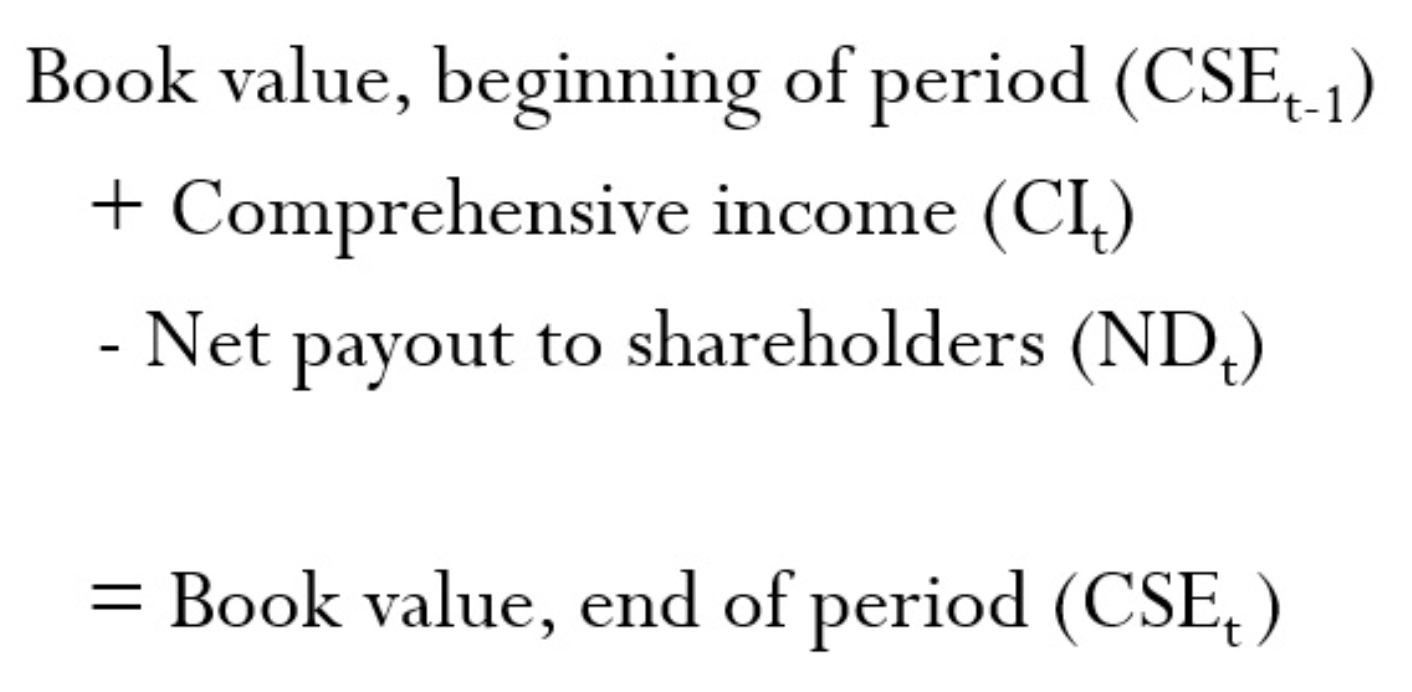 Book value, beginning of period (CSEt-1)
+ Comprehensive income (CIt)
- Net payout to shareholders (NDt)
= Book value, end of period (CSEt )